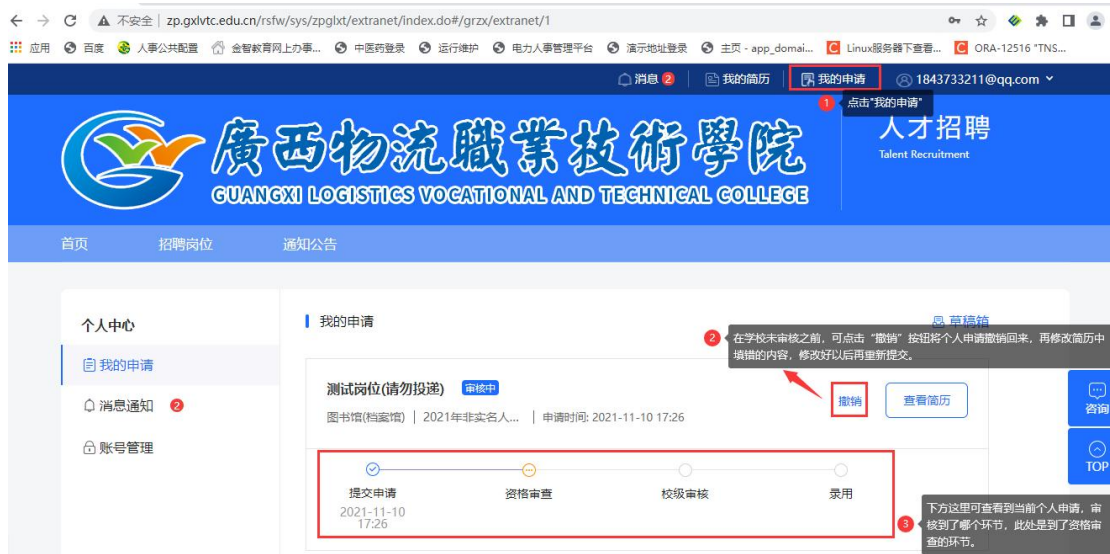 不安全 | zp.gxlvtc.edu.cn/rsfw/sys/zpglxt/extranet/index.do#/grzx/extranet/1
应用 百度 人事公共配置 金智教育网上办事... 中医药登录 运行维护 电力人事管理平台 演示地址登录 主页 - app_domai... Linux服务器下查看... ORA-12516 "TNS...
消息 2 我的简历 我的申请 1843733211@qq.com
1 点击"我的申请"
廣西物流職業技術學院
GUANGXI LOGISTICS VOCATIONAL AND TECHNICAL COLLEGE
人才招聘
Talent Recruitment
首页 招聘岗位 通知公告
个人中心
我的申请
消息通知 2
账号管理
我的申请
草稿箱
2 在学校未审核之前，可点击“撤销”按钮将个人申请撤销回来，再修改简历中
填错的内容，修改好以后再重新提交。
测试岗位(请勿投递) 审核中
图书馆(档案馆) | 2021年非实名人... | 申请时间: 2021-11-10 17:26
撤销 查看简历
提交申请 资格审查 校级审核 录用
2021-11-10
17:26
3 下方这里可查看到当前个人申请，审
核到了哪个环节，此处是到了资格审
查的环节。
咨询
TOP